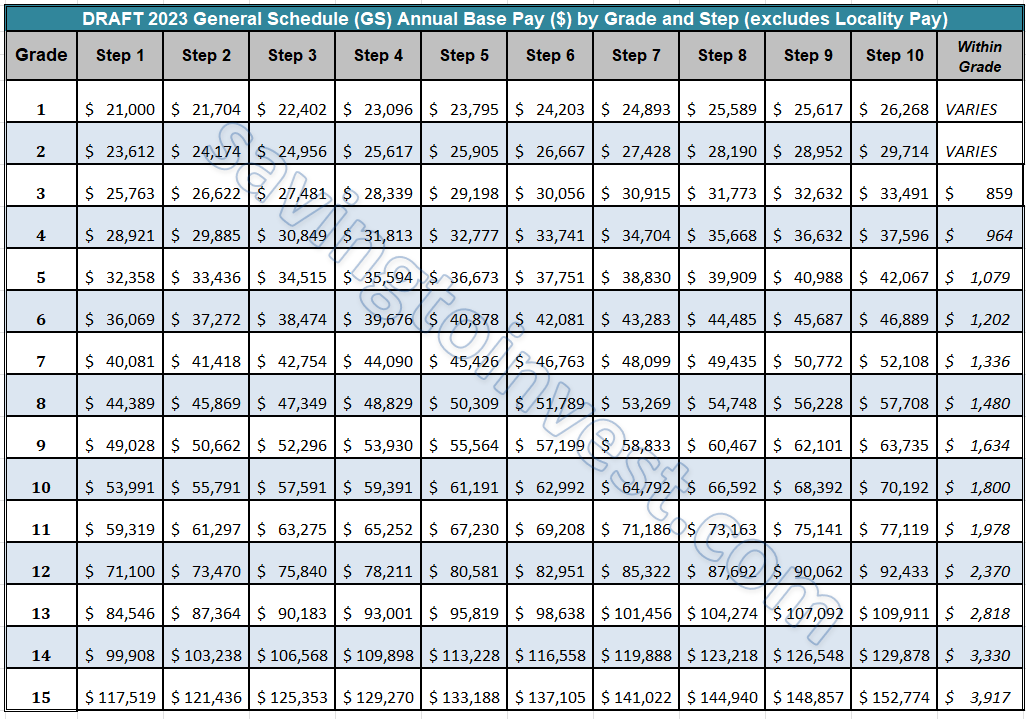 DRAFT 2023 General Schedule (GS) Annual Base Pay ($) by Grade and Step (excludes Locality Pay)
Grade Step 1 Step 2 Step 3 Step 4 Step 5 Step 6 Step 7 Step 8 Step 9 Step 10 Within Grade
1 $ 21,000 $ 21,704 $ 22,402 $ 23,096 $ 23,795 $ 24,203 $ 24,893 $ 25,589 $ 25,617 $ 26,268 VARIES
2 $ 23,612 $ 24,174 $ 24,956 $ 25,617 $ 25,905 $ 26,667 $ 27,428 $ 28,190 $ 28,952 $ 29,714 VARIES
3 $ 25,763 $ 26,622 $ 27,481 $ 28,339 $ 29,198 $ 30,056 $ 30,915 $ 31,773 $ 32,632 $ 33,491 $ 859
4 $ 28,921 $ 29,885 $ 30,849 $ 31,813 $ 32,777 $ 33,741 $ 34,704 $ 35,668 $ 36,632 $ 37,596 $ 964
5 $ 32,358 $ 33,436 $ 34,515 $ 35,594 $ 36,673 $ 37,751 $ 38,830 $ 39,909 $ 40,988 $ 42,067 $ 1,079
6 $ 36,069 $ 37,272 $ 38,474 $ 39,676 $ 40,878 $ 42,081 $ 43,283 $ 44,485 $ 45,687 $ 46,889 $ 1,202
7 $ 40,081 $ 41,418 $ 42,754 $ 44,090 $ 45,426 $ 46,763 $ 48,099 $ 49,435 $ 50,772 $ 52,108 $ 1,336
8 $ 44,389 $ 45,869 $ 47,349 $ 48,829 $ 50,309 $ 51,789 $ 53,269 $ 54,748 $ 56,228 $ 57,708 $ 1,480
9 $ 49,028 $ 50,662 $ 52,296 $ 53,930 $ 55,564 $ 57,199 $ 58,833 $ 60,467 $ 62,101 $ 63,735 $ 1,634
10 $ 53,991 $ 55,791 $ 57,591 $ 59,391 $ 61,191 $ 62,992 $ 64,792 $ 66,592 $ 68,392 $ 70,192 $ 1,800
11 $ 59,319 $ 61,297 $ 63,275 $ 65,252 $ 67,230 $ 69,208 $ 71,186 $ 73,163 $ 75,141 $ 77,119 $ 1,978
12 $ 71,100 $ 73,470 $ 75,840 $ 78,211 $ 80,581 $ 82,951 $ 85,322 $ 87,692 $ 90,062 $ 92,433 $ 2,370
13 $ 84,546 $ 87,364 $ 90,183 $ 93,001 $ 95,819 $ 98,638 $ 101,456 $ 104,274 $ 107,092 $ 109,911 $ 2,818
14 $ 99,908 $ 103,238 $ 106,568 $ 109,898 $ 113,228 $ 116,558 $ 119,888 $ 123,218 $ 126,548 $ 129,878 $ 3,330
15 $ 117,519 $ 121,436 $ 125,353 $ 129,270 $ 133,188 $ 137,105 $ 141,022 $ 144,940 $ 148,857 $ 152,774 $ 3,917
savingtoinvest.com